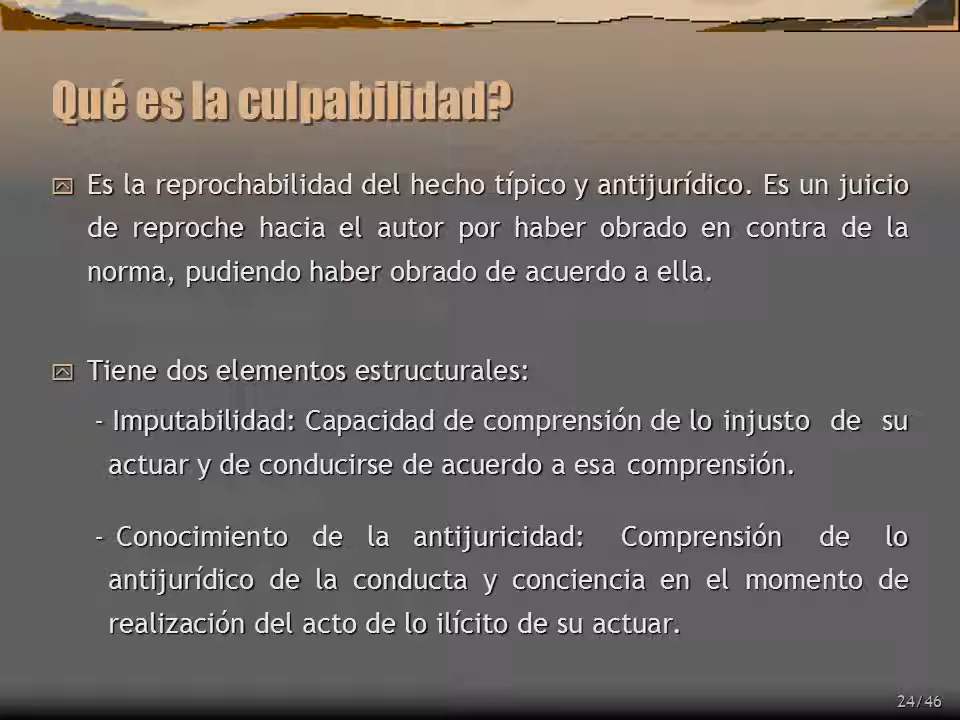 Qué es la culpabilidad?
Es la reprochabilidad del hecho típico y antijurídico. Es un juicio
de reproche hacia el autor por haber obrado en contra de la
norma, pudiendo haber obrado de acuerdo a ella.
Tiene dos elementos estructurales:
- Imputabilidad: Capacidad de comprensión de lo injusto de su
actuar y de conducirse de acuerdo a esa comprensión.
- Conocimiento de la antijuricidad: Comprensión de lo
antijurídico de la conducta y conciencia en el momento de
realización del acto de lo ilícito de su actuar.
24/46